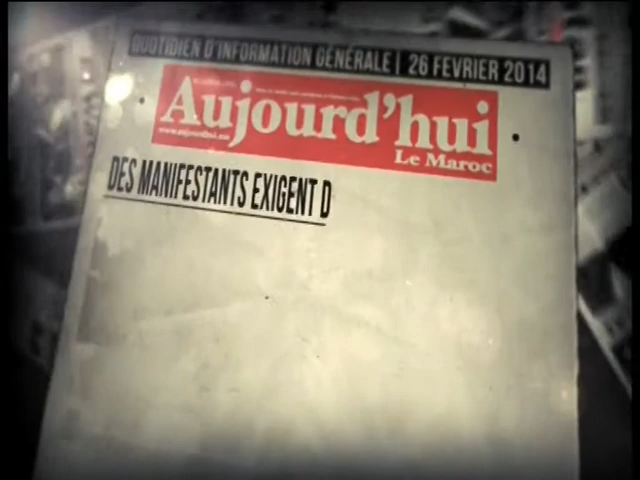 QUOTIDIEN D'INFORMATION GÉNÉRALE | 26 FEVRIER 2014
Aujourd'hui
www.aujourdhui.ma
Le Maroc
DES MANIFESTANTS EXIGENT D